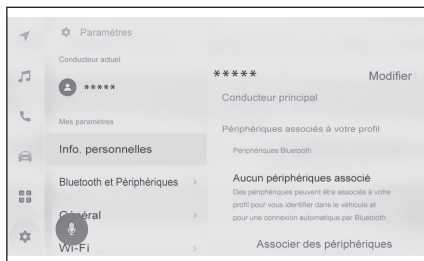 Paramètres
Conducteur actuel
*****
Mes paramètres
Info. personnelles
Bluetooth et Périphériques
Général
Wi-Fi
*****
Modifier
Conducteur principal
Périphériques associés à votre profil
Périphériques Bluetooth
Aucun périphériques associé
Des périphériques peuvent être associés à votre
profil pour vous identifier dans le véhicule et
pour une connexion automatique par Bluetooth.
Associer des périphériques